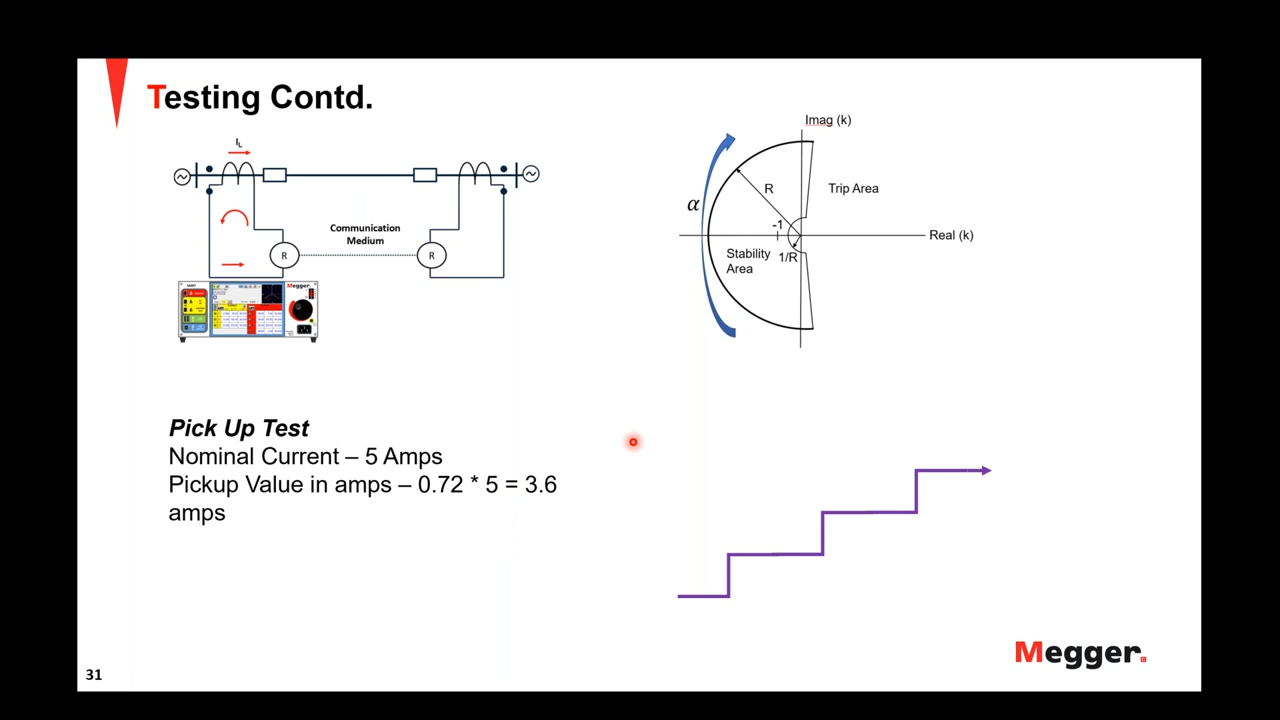 Testing Contd.
I_L
Communication
Medium
R
R
Megger
Imag (k)
R
Trip Area
α
-1
Real (k)
Stability
Area
1/R
Pick Up Test
Nominal Current – 5 Amps
Pickup Value in amps – 0.72 * 5 = 3.6
amps
Megger.
31